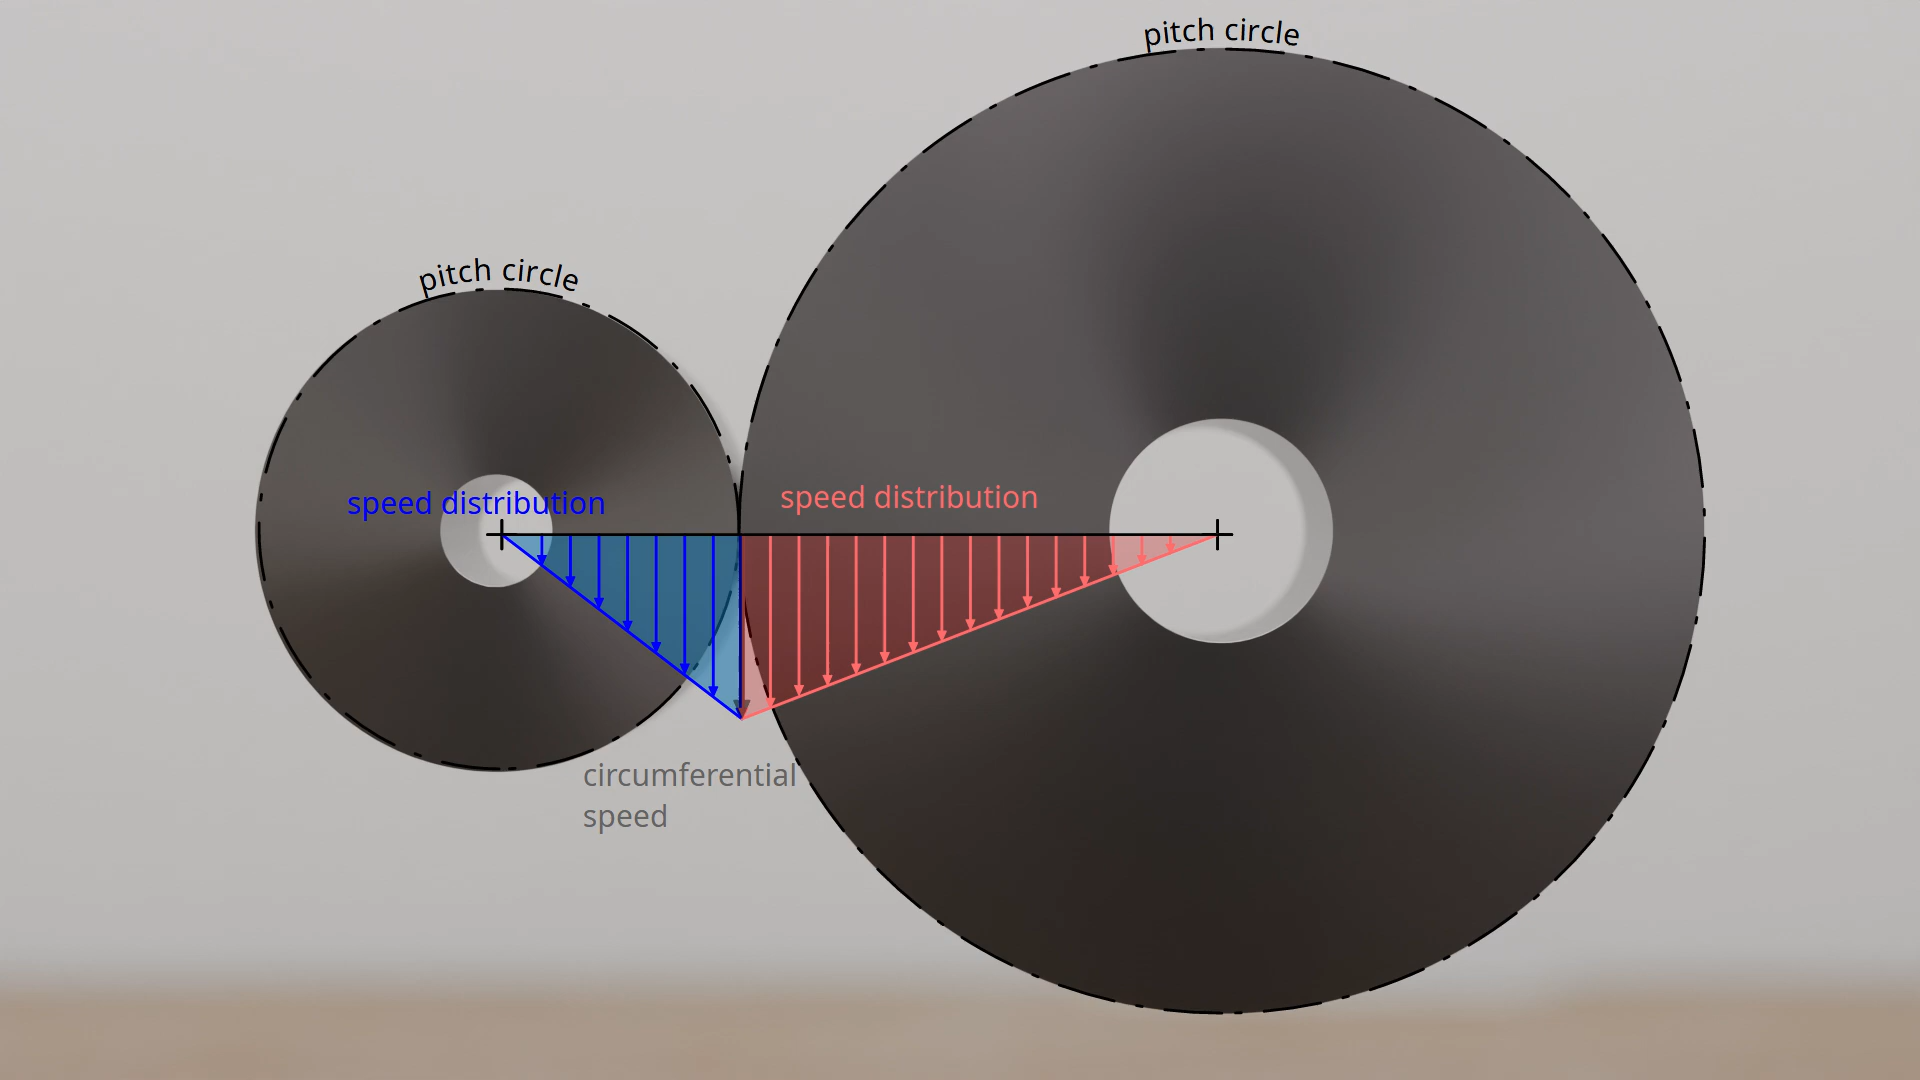 pitch circle
pitch circle
speed distribution
speed distribution
circumferential
speed